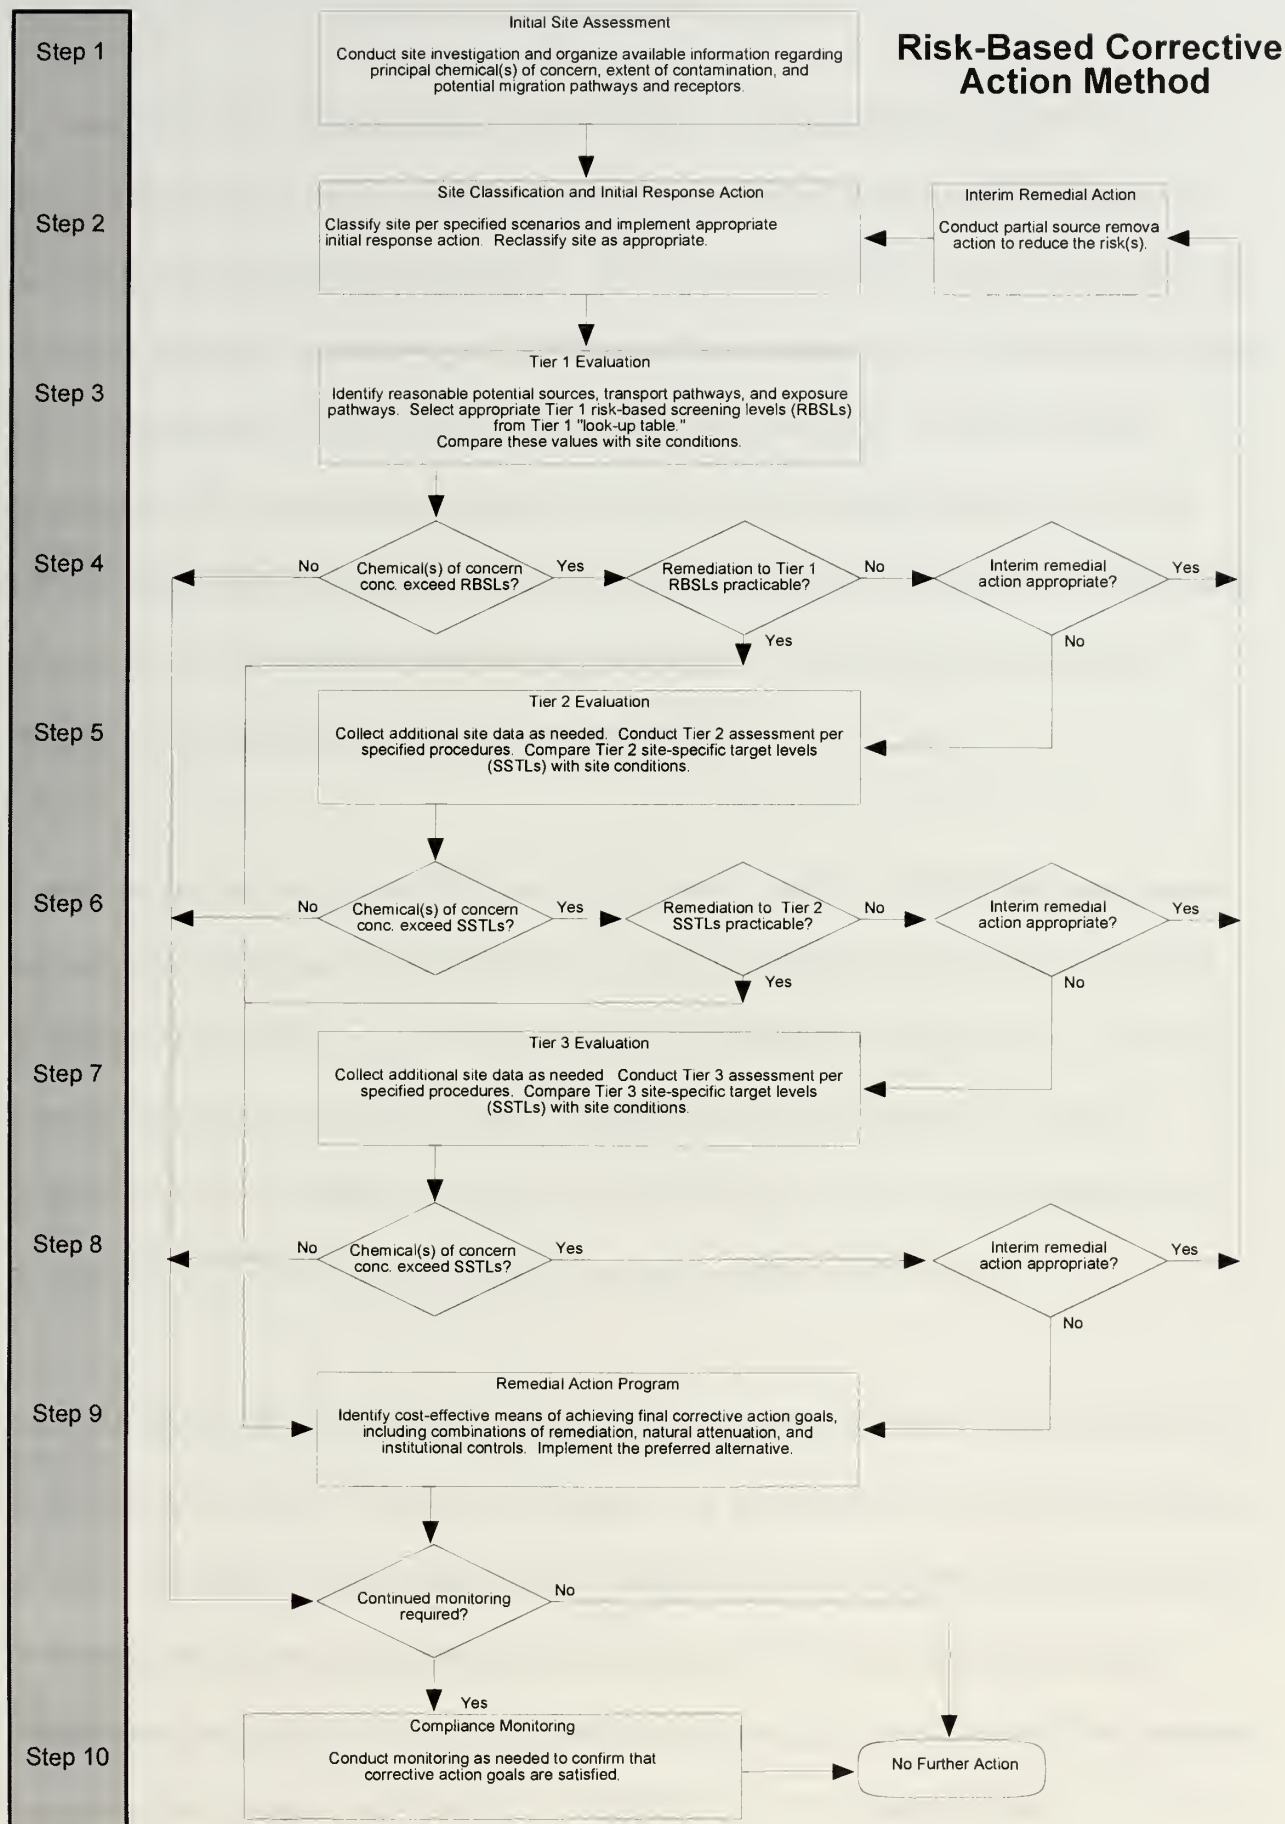 Risk-Based Corrective
Action Method
Step 1
Initial Site Assessment
Conduct site investigation and organize available information regarding
principal chemical(s) of concern, extent of contamination, and
potential migration pathways and receptors.
Step 2
Site Classification and Initial Response Action
Classify site per specified scenarios and implement appropriate
initial response action. Reclassify site as appropriate.
Interim Remedial Action
Conduct partial source remova
action to reduce the risk(s).
Step 3
Tier 1 Evaluation
Identify reasonable potential sources, transport pathways, and exposure
pathways. Select appropriate Tier 1 risk-based screening levels (RBSLs)
from Tier 1 "look-up table."
Compare these values with site conditions.
Step 4
No
Chemical(s) of concern
conc. exceed RBSLs?
Yes
Remediation to Tier 1
RBSLs practicable?
No
Interim remedial
action appropriate?
Yes
Yes
No
Step 5
Tier 2 Evaluation
Collect additional site data as needed. Conduct Tier 2 assessment per
specified procedures. Compare Tier 2 site-specific target levels
(SSTLs) with site conditions.
Step 6
No
Chemical(s) of concern
conc. exceed SSTLs?
Yes
Remediation to Tier 2
SSTLs practicable?
No
Interim remedial
action appropriate?
Yes
Yes
No
Step 7
Tier 3 Evaluation
Collect additional site data as needed Conduct Tier 3 assessment per
specified procedures. Compare Tier 3 site-specific target levels
(SSTLs) with site conditions.
Step 8
No
Chemical(s) of concern
conc. exceed SSTLs?
Yes
Interim remedial
action appropriate?
Yes
No
Step 9
Remedial Action Program
Identify cost-effective means of achieving final corrective action goals,
including combinations of remediation, natural attenuation, and
institutional controls. Implement the preferred alternative.
Continued monitoring
required?
No
Yes
Step 10
Compliance Monitoring
Conduct monitoring as needed to confirm that
corrective action goals are satisfied.
No Further Action